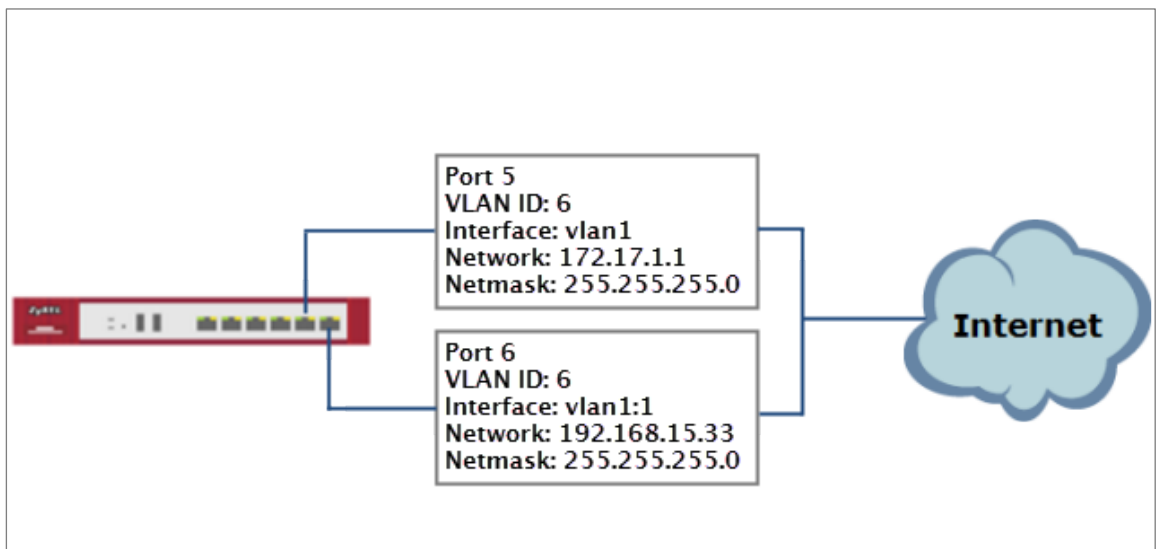 ZyXEL
Port 5
VLAN ID: 6
Interface: vlan1
Network: 172.17.1.1
Netmask: 255.255.255.0
Port 6
VLAN ID: 6
Interface: vlan1:1
Network: 192.168.15.33
Netmask: 255.255.255.0
Internet